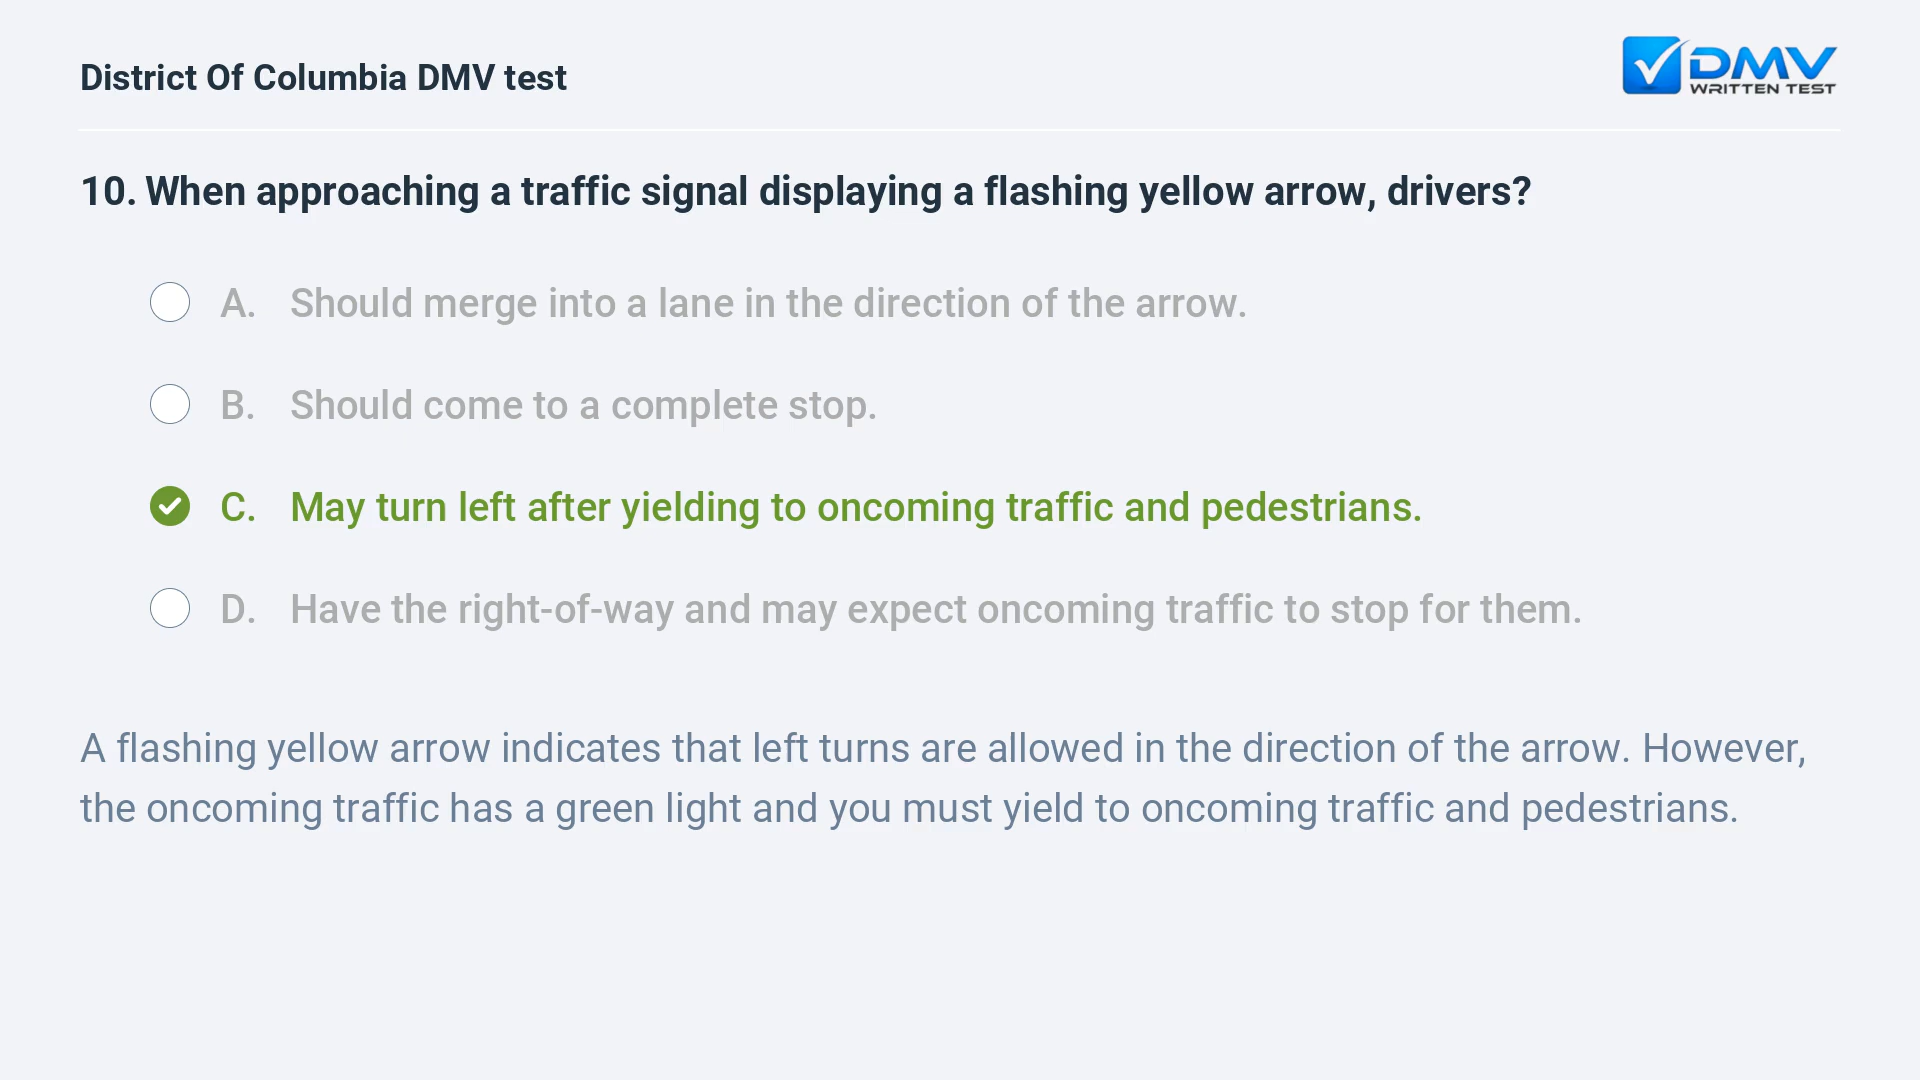 District Of Columbia DMV test
DMV
WRITTEN TEST
10. When approaching a traffic signal displaying a flashing yellow arrow, drivers?
A. Should merge into a lane in the direction of the arrow.
B. Should come to a complete stop.
C. May turn left after yielding to oncoming traffic and pedestrians.
D. Have the right-of-way and may expect oncoming traffic to stop for them.
A flashing yellow arrow indicates that left turns are allowed in the direction of the arrow. However,
the oncoming traffic has a green light and you must yield to oncoming traffic and pedestrians.